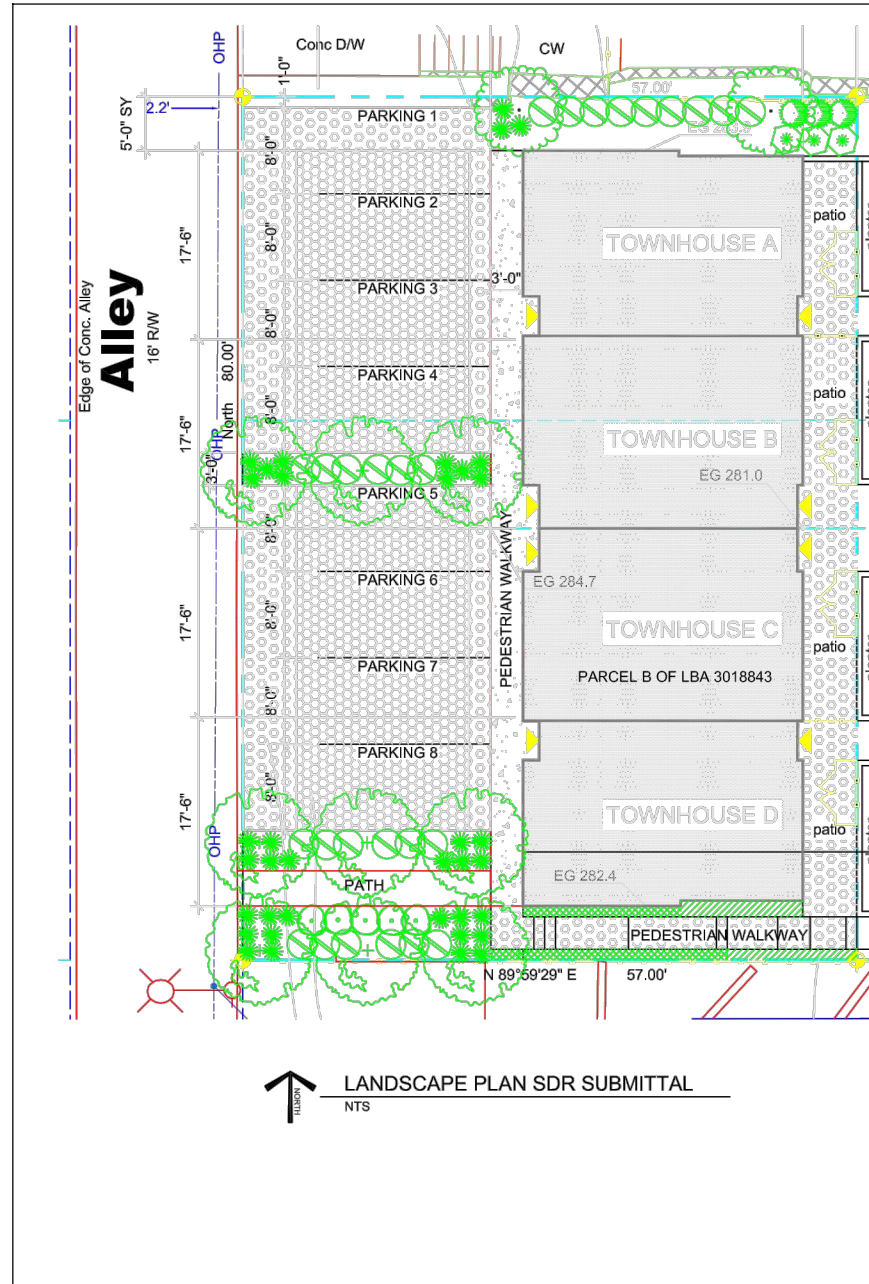 Conc D/W
CW
OHP
1'-0"
57.00'
5'-0" SY
2.2'
PARKING 1
8'-0"
PARKING 2
TOWNHOUSE A
patio
17'-6"
8'-0"
3'-0"
PARKING 3
Edge of Conc. Alley
Alley
16' R/W
80.00'
North
8'-0"
PARKING 4
patio
17'-6"
8'-0"
TOWNHOUSE B
OHP
3'-0"
EG 281.0
PARKING 5
8'-0"
PEDESTRIAN WALKWAY
PARKING 6
EG 284.7
17'-6"
8'-0"
TOWNHOUSE C
patio
PARKING 7
PARCEL B OF LBA 3018843
8'-0"
PARKING 8
17'-6"
8'-0"
TOWNHOUSE D
patio
OHP
EG 282.4
PATH
PEDESTRIAN WALKWAY
N 89°59'29" E
57.00'
NORTH
LANDSCAPE PLAN SDR SUBMITTAL
NTS